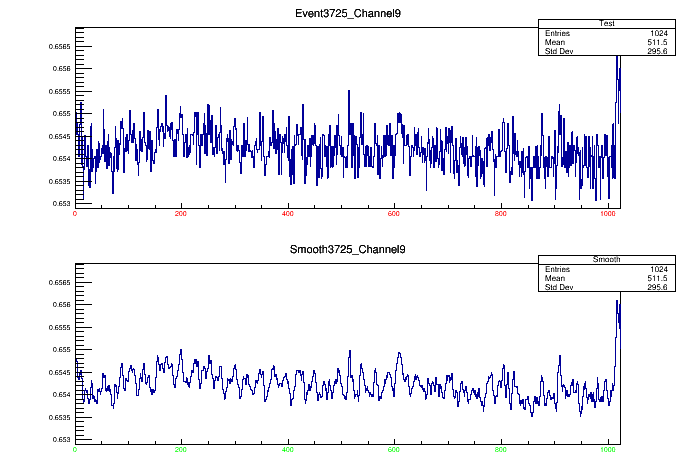 Event3725_Channel9
Test
Entries 1024
Mean 511.5
Std Dev 295.6
0.6565
0.656
0.6555
0.655
0.6545
0.654
0.6535
0.653
0 200 400 600 800 1000
Smooth3725_Channel9
Smooth
Entries 1024
Mean 511.5
Std Dev 295.6
0.6565
0.656
0.6555
0.655
0.6545
0.654
0.6535
0.653
0 200 400 600 800 1000